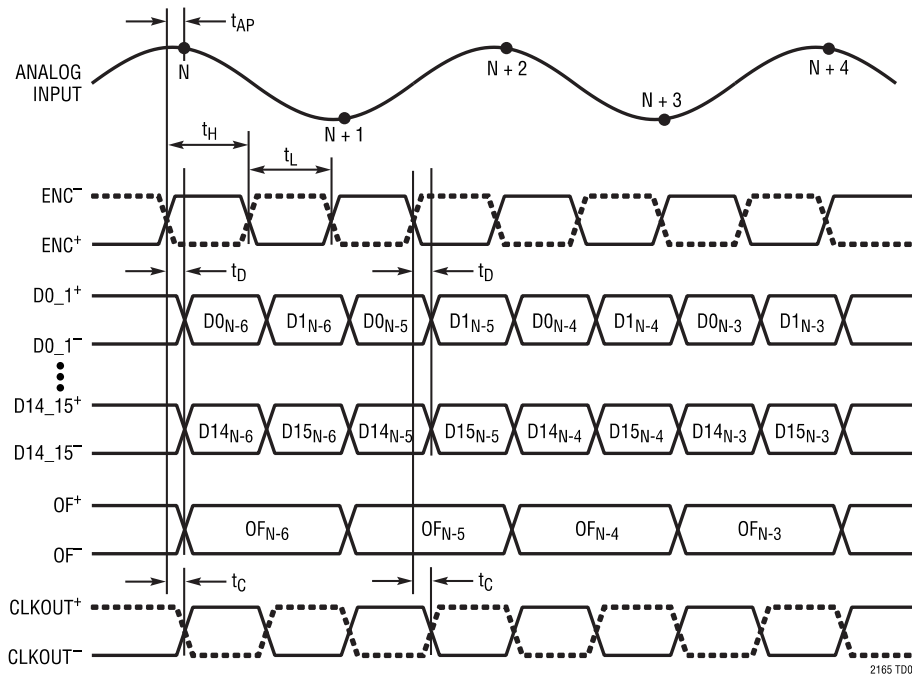 tAP
ANALOG
INPUT
N
N + 1
N + 2
N + 3
N + 4
tH
tL
ENC−
ENC+
tD
tD
D0_1+
D0N-6 D1N-6 D0N-5 D1N-5 D0N-4 D1N-4 D0N-3 D1N-3
D0_1−
D14_15+
D14N-6 D15N-6 D14N-5 D15N-5 D14N-4 D15N-4 D14N-3 D15N-3
D14_15−
OF+
OFN-6 OFN-5 OFN-4 OFN-3
OF−
tC
tC
CLKOUT+
CLKOUT−
2165 TD0